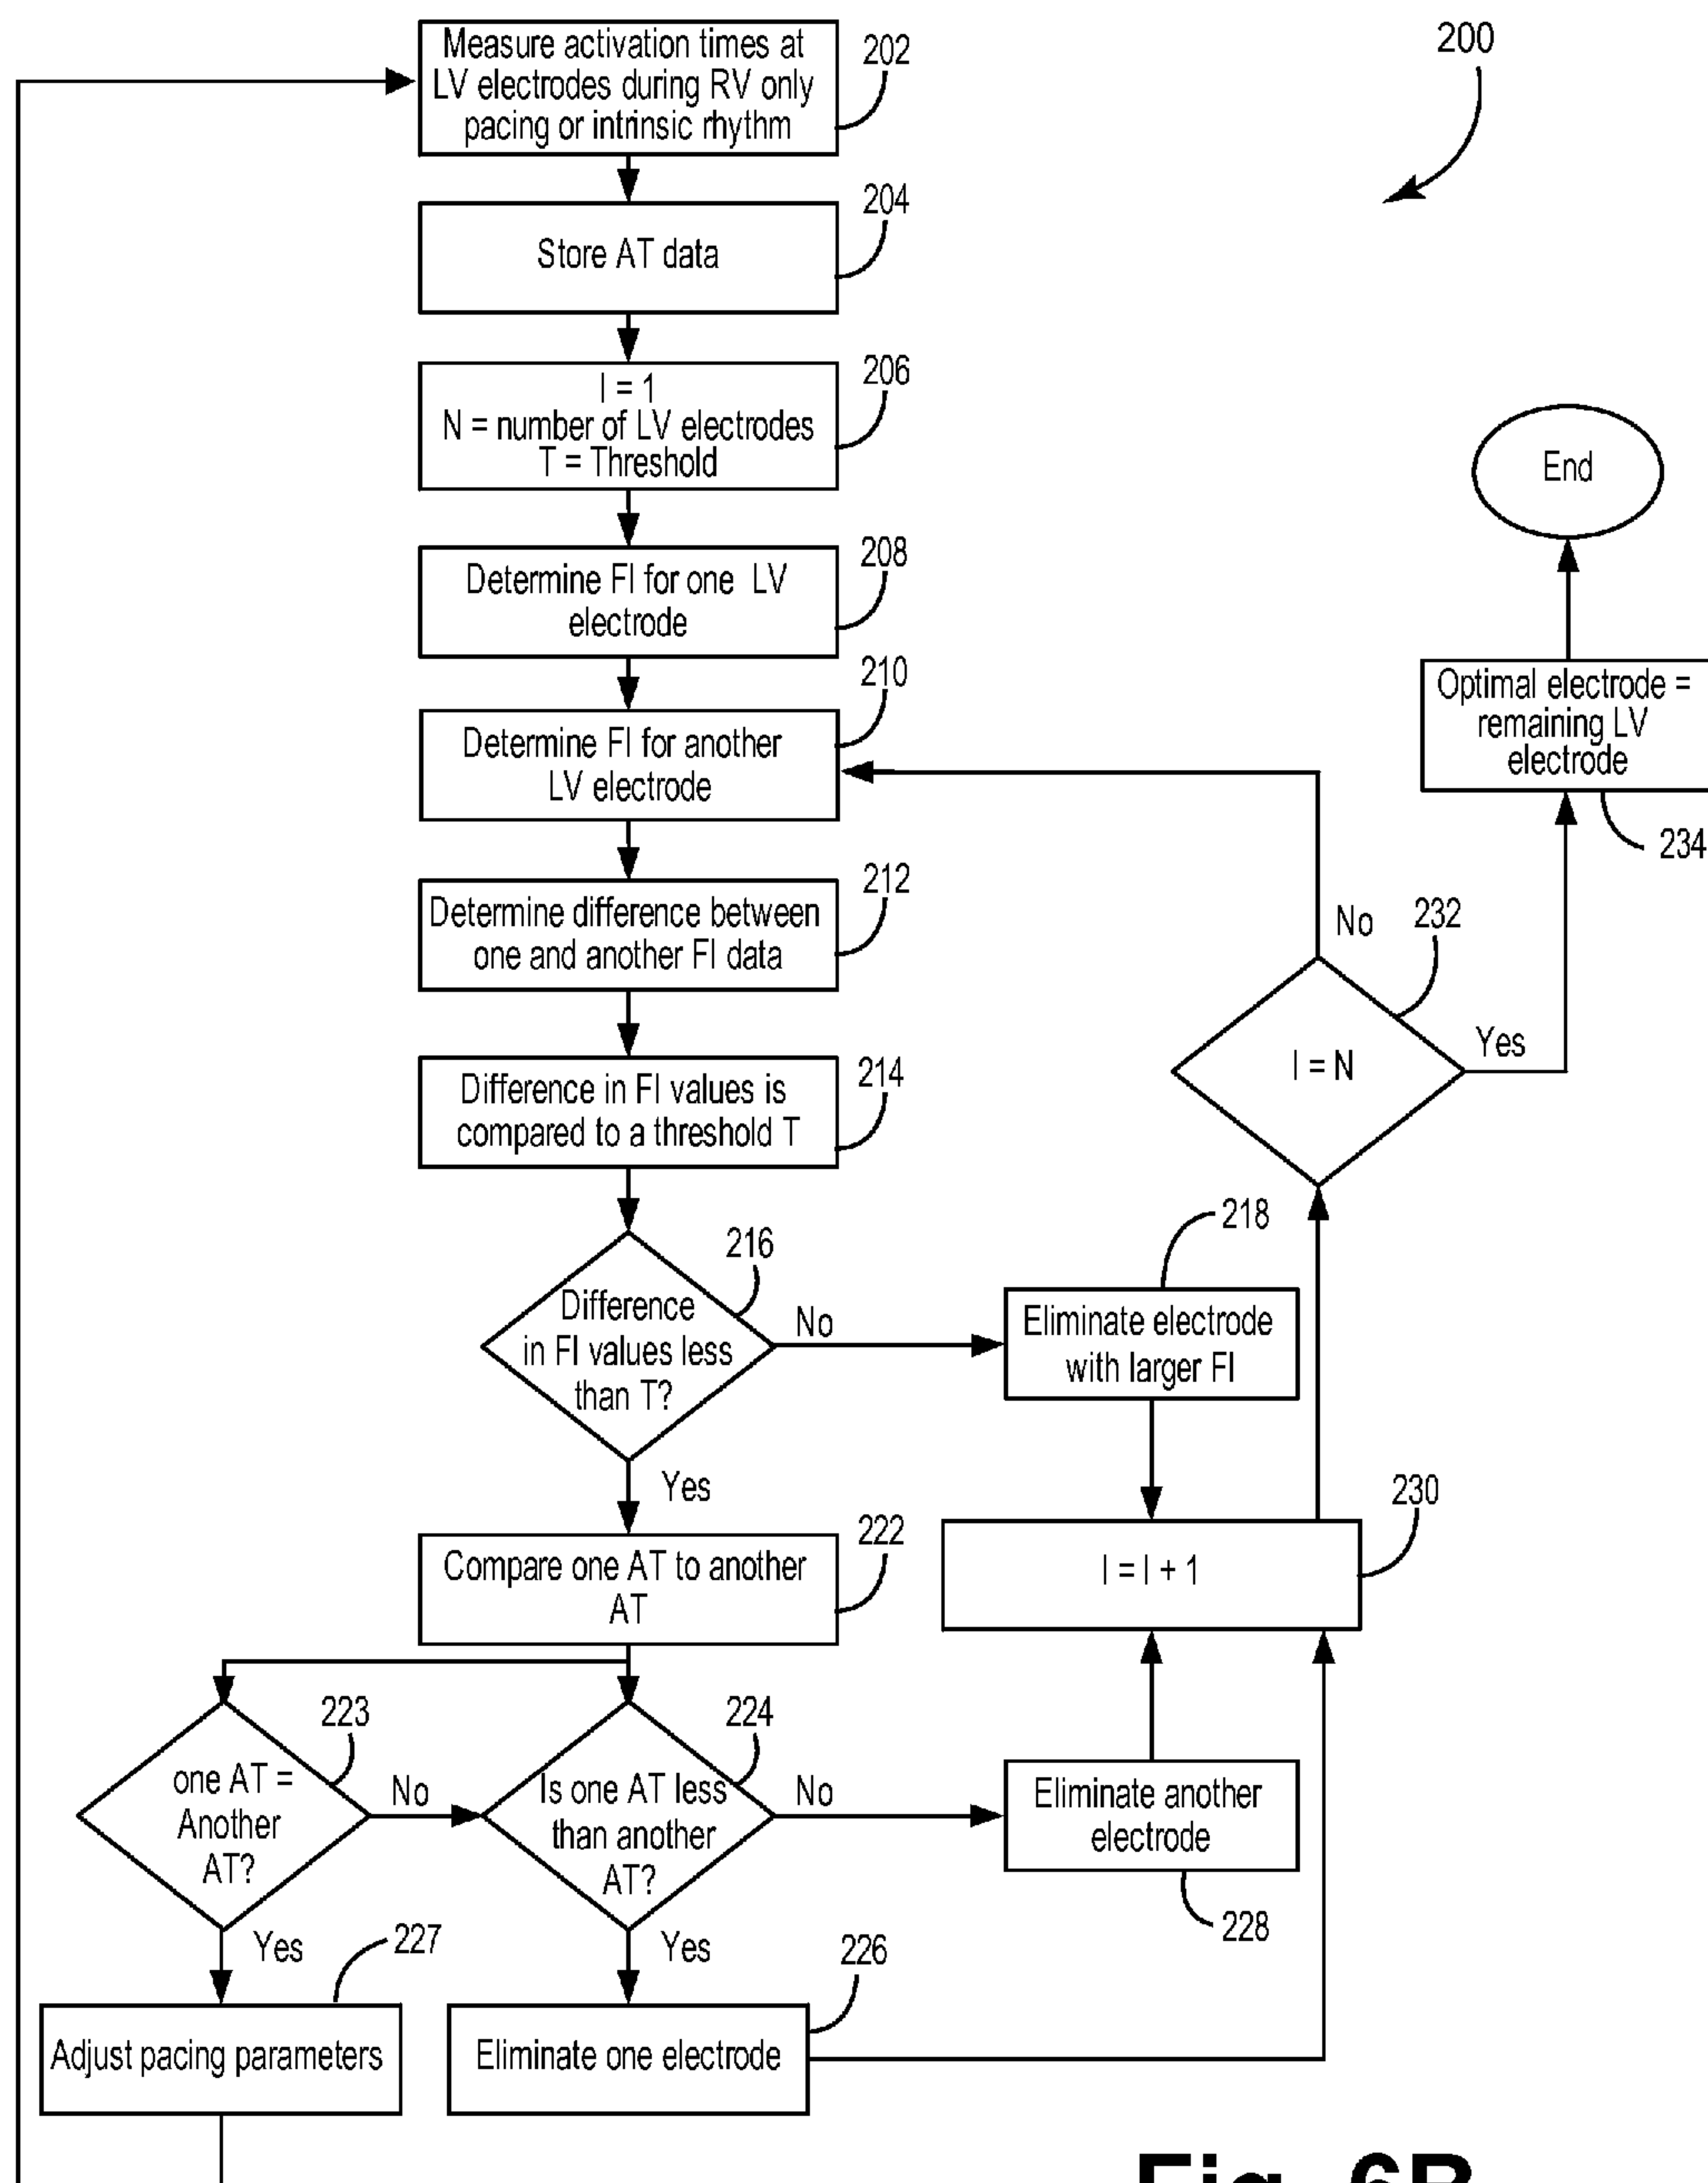 Measure activation times at
LV electrodes during RV only
pacing or intrinsic rhythm
202
200
Store AT data
204
I = 1
N = number of LV electrodes
T = Threshold
206
End
Determine FI for one LV
electrode
208
Determine FI for another
LV electrode
210
Optimal electrode =
remaining LV
electrode
234
Determine difference between
one and another FI data
212
No
232
I = N
Yes
Difference in FI values is
compared to a threshold T
214
Difference
in FI values less
than T?
216
No
218
Eliminate electrode
with larger FI
Yes
Compare one AT to another
AT
222
I = I + 1
230
one AT =
Another
AT?
223
No
Is one AT less
than another
AT?
224
No
Eliminate another
electrode
228
Yes
227
Yes
226
Adjust pacing parameters
Eliminate one electrode
Fig. 6B